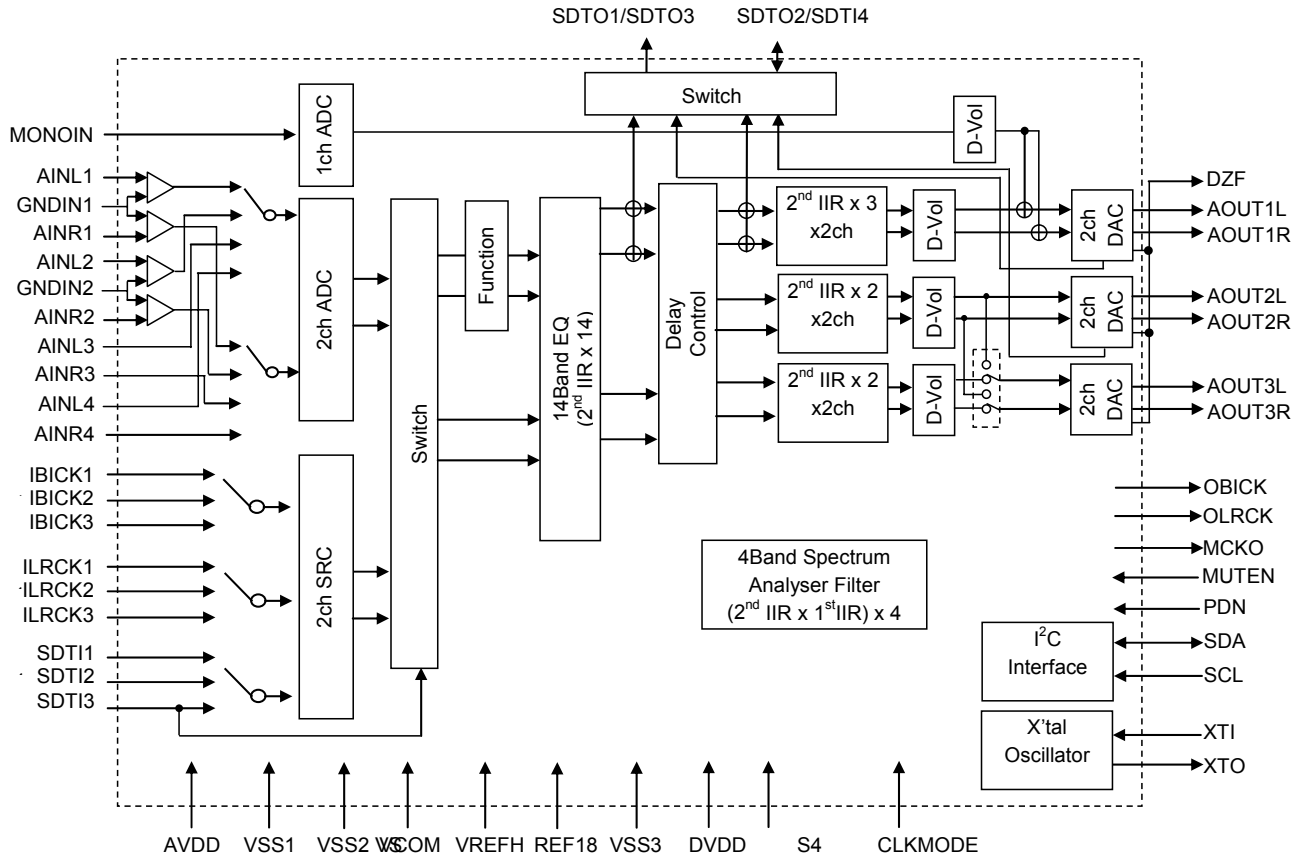 SDTO1/SDTO3
SDTO2/SDTI4
Switch
MONOIN
1ch ADC
D-Vol
AINL1
GNDIN1
AINR1
AINL2
GNDIN2
AINR2
AINL3
AINR3
AINL4
AINR4
2ch ADC
Function
Switch
14Band EQ
(2nd IIR x 14)
Delay
Control
2nd IIR x 3
x2ch
D-Vol
2ch
DAC
2nd IIR x 2
x2ch
D-Vol
2ch
DAC
2nd IIR x 2
x2ch
D-Vol
2ch
DAC
DZF
AOUT1L
AOUT1R
AOUT2L
AOUT2R
AOUT3L
AOUT3R
IBICK1
IBICK2
IBICK3
ILRCK1
ILRCK2
ILRCK3
SDTI1
SDTI2
SDTI3
2ch SRC
4Band Spectrum
Analyser Filter
(2nd IIR x 1stIIR) x 4
OBICK
OLRCK
MCKO
MUTEN
PDN
I2C
Interface
SDA
SCL
X'tal
Oscillator
XTI
XTO
AVDD
VSS1
VSS2
VCOM
VREFH
REF18
VSS3
DVDD
S4
CLKMODE